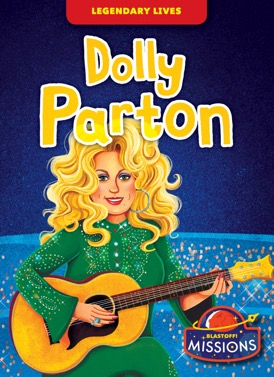 LEGENDARY LIVES
Dolly
Parton
BLASTOFF!
MISSIONS